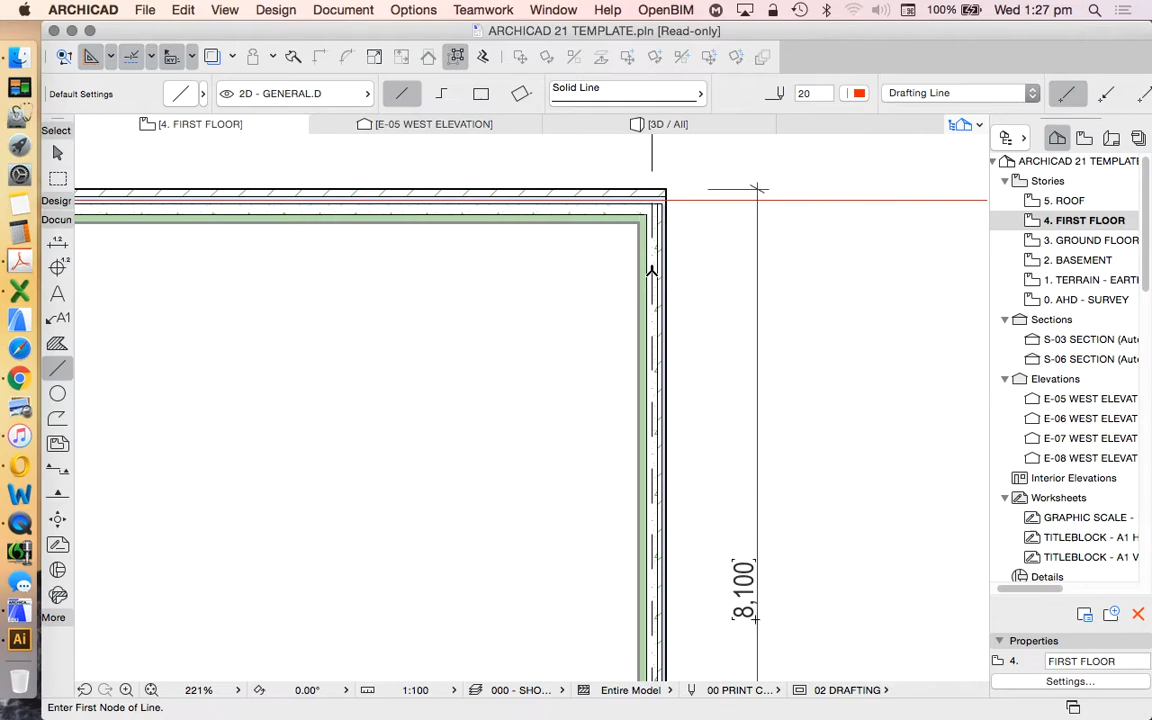 ARCHICAD File Edit View Design Document Options Teamwork Window Help OpenBIM 100% Wed 1:27 pm
ARCHICAD 21 TEMPLATE.pln [Read-only]
Default Settings
2D - GENERAL.D
Solid Line
20
Drafting Line
Select
[4. FIRST FLOOR]
[E-05 WEST ELEVATION]
[3D / All]
Design
Docun
A1
More
8,100
ARCHICAD 21 TEMPLATI
Stories
5. ROOF
4. FIRST FLOOR
3. GROUND FLOOR
2. BASEMENT
1. TERRAIN - EARTI
0. AHD - SURVEY
Sections
S-03 SECTION (Aut
S-06 SECTION (Aut
Elevations
E-05 WEST ELEVAT
E-06 WEST ELEVAT
E-07 WEST ELEVAT
E-08 WEST ELEVAT
Interior Elevations
Worksheets
GRAPHIC SCALE -
TITLEBLOCK - A1 H
TITLEBLOCK - A1 V
Details
Properties
4. FIRST FLOOR
Settings...
221% 0.00° 1:100 000 - SHO... Entire Model 00 PRINT C... 02 DRAFTING
Enter First Node of Line.